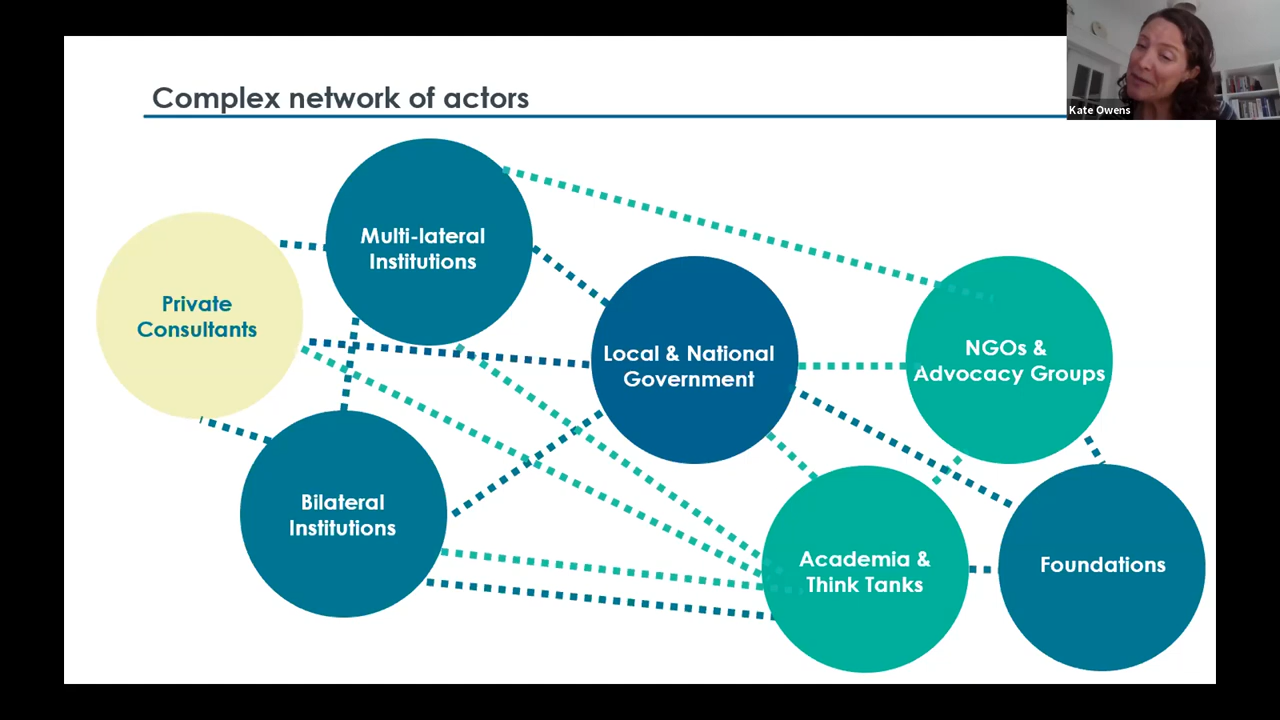 Complex network of actors
Kate Owens
Multi-lateral
Institutions
Private
Consultants
Local & National
Government
NGOs &
Advocacy Groups
Bilateral
Institutions
Academia &
Think Tanks
Foundations